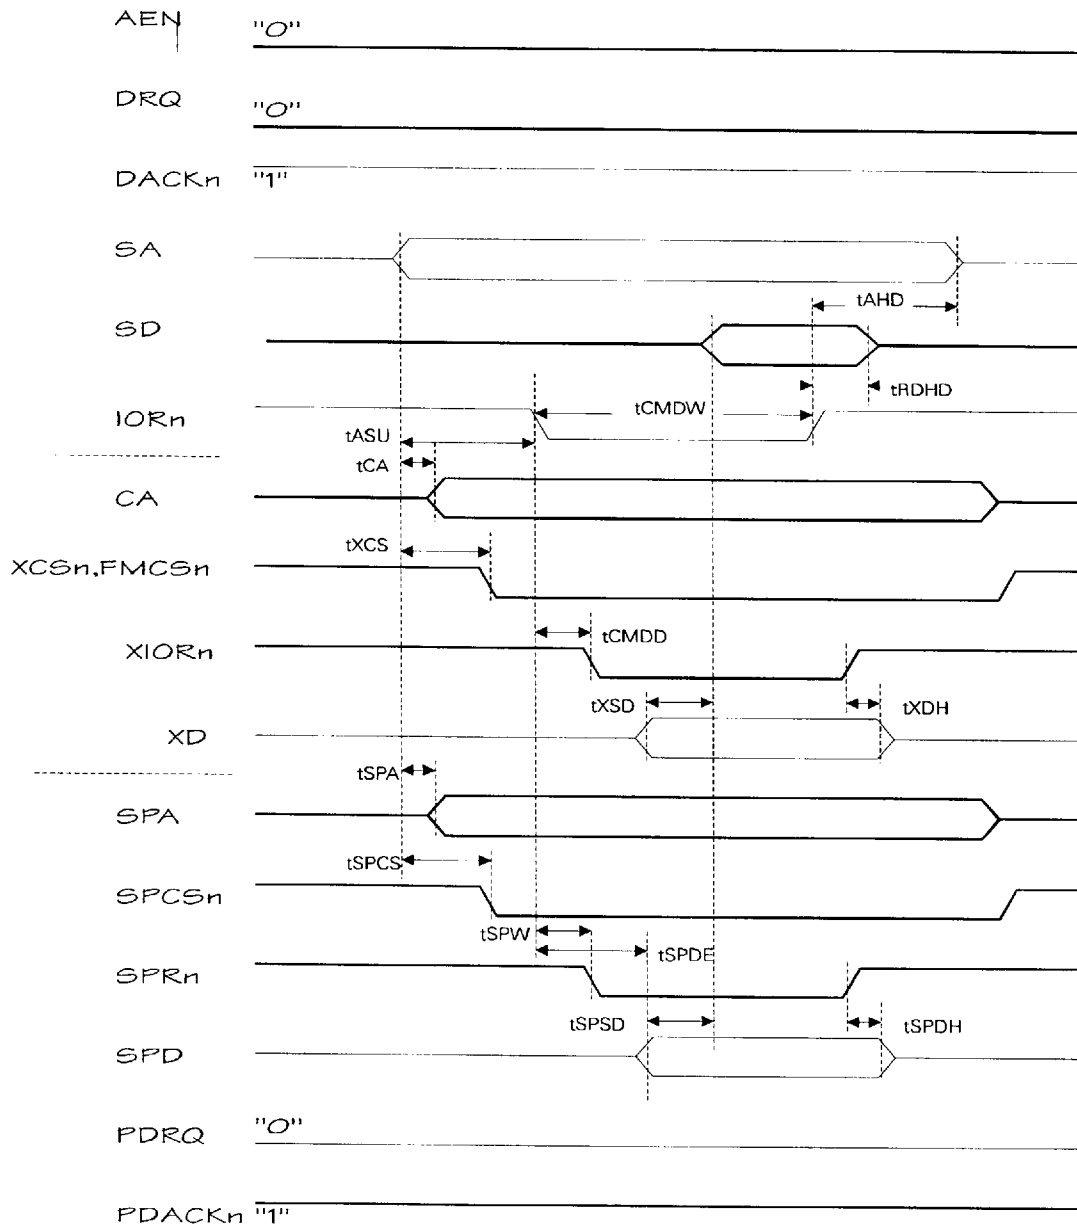 AEN "0"
DRQ "0"
DACKn "1"
SA
tAHD
SD
tRDHD
IORn tCMDW
tASU
tCA
CA
tXCS
XCSn,FMCSn
tCMDD
XIORn
tXSD tXDH
XD
tSPA
SPA
tSPCS
SPCSn
tSPW
tSPDE
SPRn
tSPSD tSPDH
SPD
PDRQ "0"
PDACKn "1"